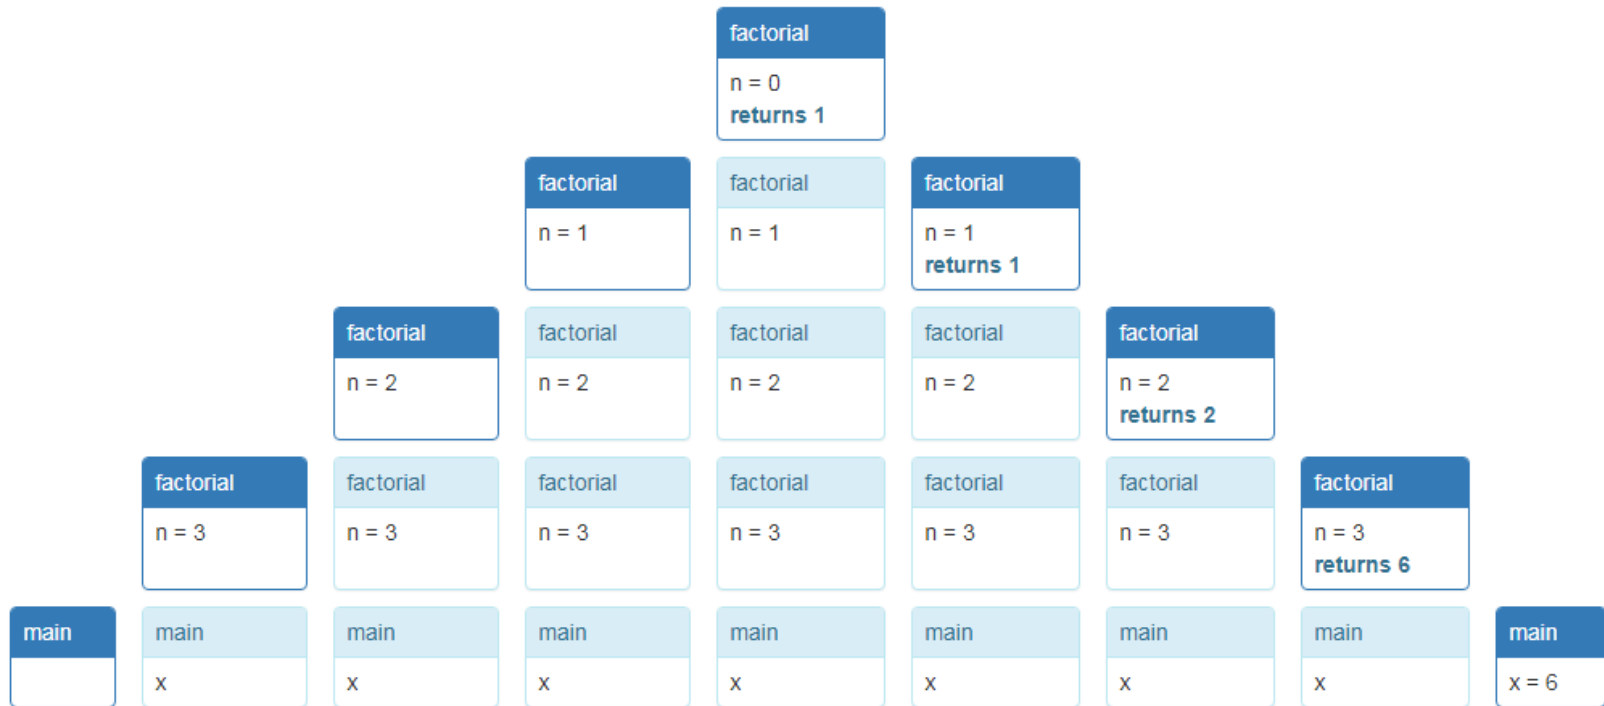 factorial
n = 0
returns 1
factorial factorial factorial
n = 1 n = 1 n = 1
returns 1
factorial factorial factorial factorial factorial
n = 2 n = 2 n = 2 n = 2 n = 2
returns 2
factorial factorial factorial factorial factorial factorial factorial
n = 3 n = 3 n = 3 n = 3 n = 3 n = 3 n = 3
returns 6
main main main main main main main main main
x x x x x x x x = 6